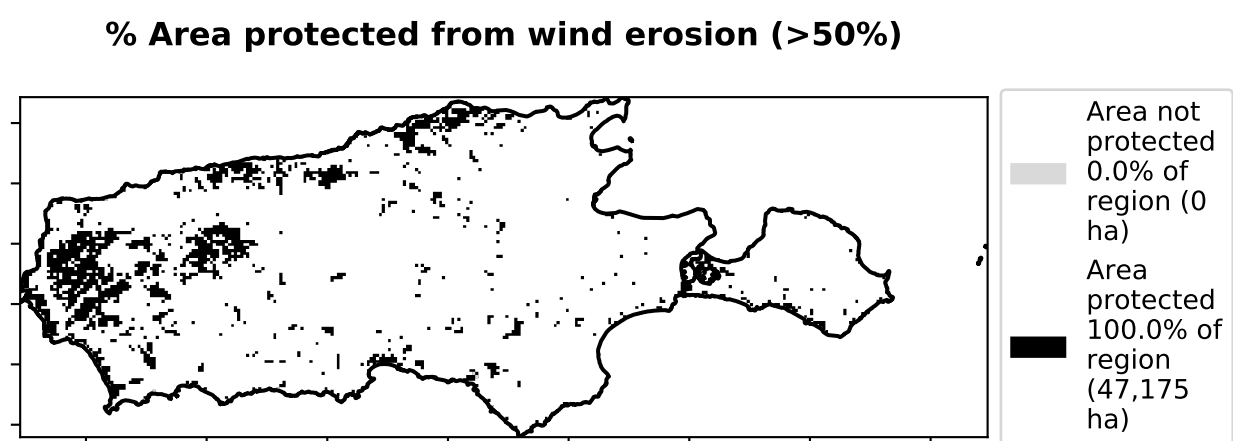 % Area protected from wind erosion (>50%)
Area not
protected
0.0% of
region (0
ha)
Area
protected
100.0% of
region
(47,175
ha)